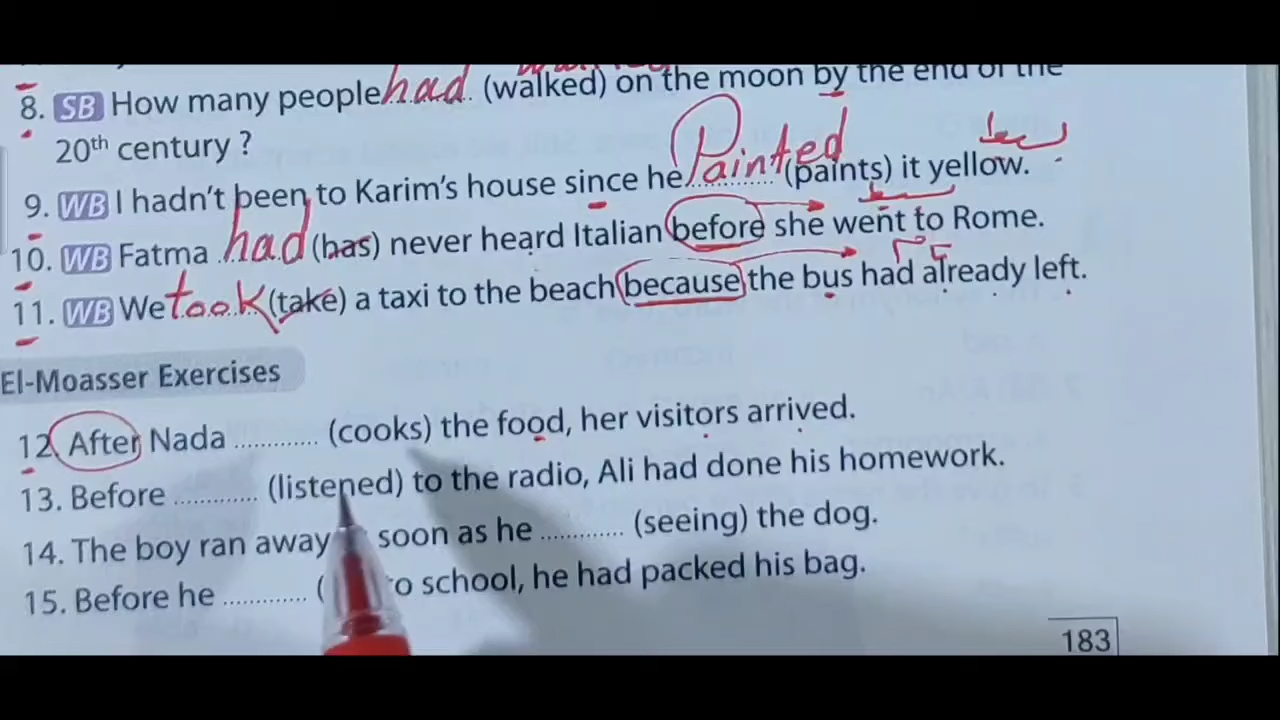 8. SB How many people had (walked) on the moon by the end of the
20th century ?
9. WB I hadn't been to Karim's house since he Painted (paints) it yellow.
10. WB Fatma had (has) never heard Italian before she went to Rome.
11. WB We took (take) a taxi to the beach because the bus had already left.
El-Moasser Exercises
12. After Nada ............ (cooks) the food, her visitors arrived.
13. Before ............ (listened) to the radio, Ali had done his homework.
14. The boy ran away soon as he ............ (seeing) the dog.
15. Before he ............ ( to school, he had packed his bag.
183